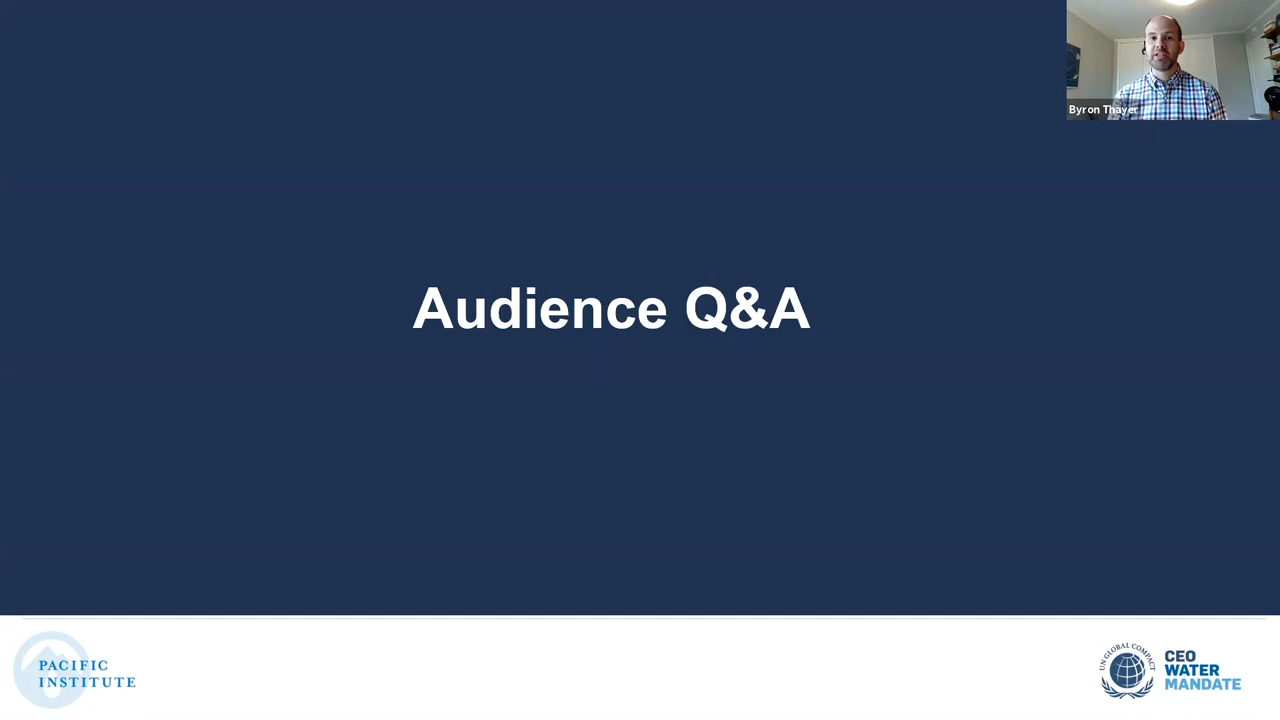 Byron Thayer
Audience Q&A
PACIFIC
INSTITUTE
UN GLOBAL COMPACT
CEO
WATER
MANDATE